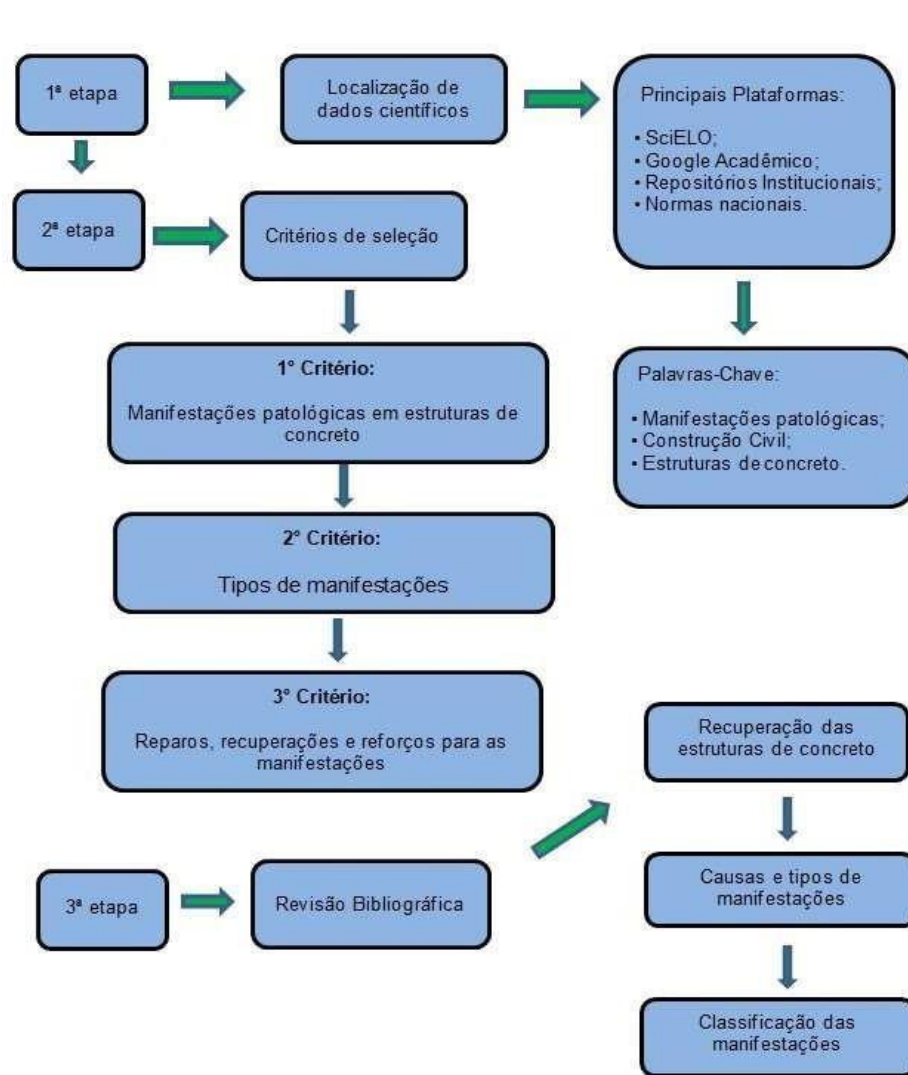 1ª etapa
Localização de
dados científicos
Principais Plataformas:
• SciELO;
• Google Acadêmico;
• Repositórios Institucionais;
• Normas nacionais.
2ª etapa
Critérios de seleção
Palavras-Chave:
• Manifestações patológicas;
• Construção Civil;
• Estruturas de concreto.
1° Critério:
Manifestações patológicas em estruturas de
concreto
2° Critério:
Tipos de manifestações
3° Critério:
Reparos, recuperações e reforços para as
manifestações
3ª etapa
Revisão Bibliográfica
Recuperação das
estruturas de concreto
Causas e tipos de
manifestações
Classificação das
manifestações